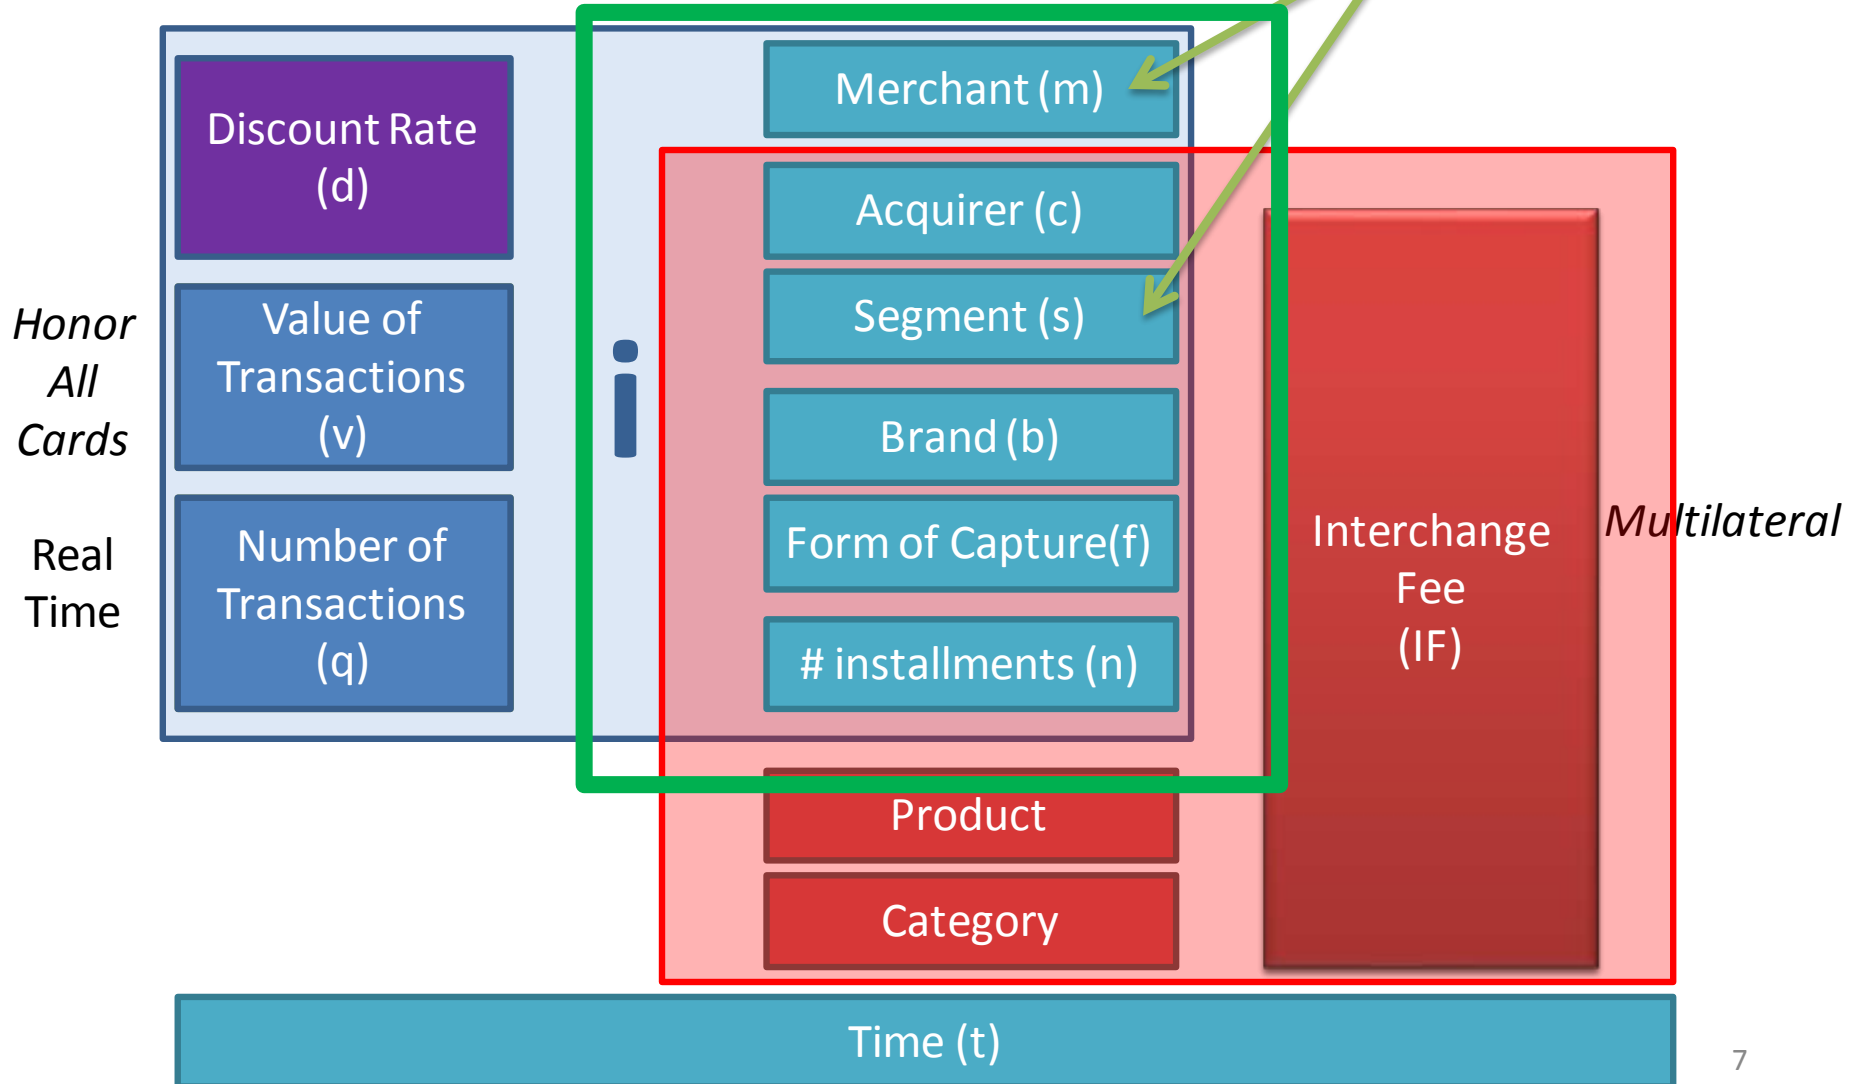 Honor
All
Cards
Real
Time
Discount Rate
(d)
Value of
Transactions
(v)
Number of
Transactions
(q)
i
Merchant (m)
Acquirer (c)
Segment (s)
Brand (b)
Form of Capture(f)
# installments (n)
Product
Category
Interchange
Fee
(IF)
Multilateral
Time (t)
7